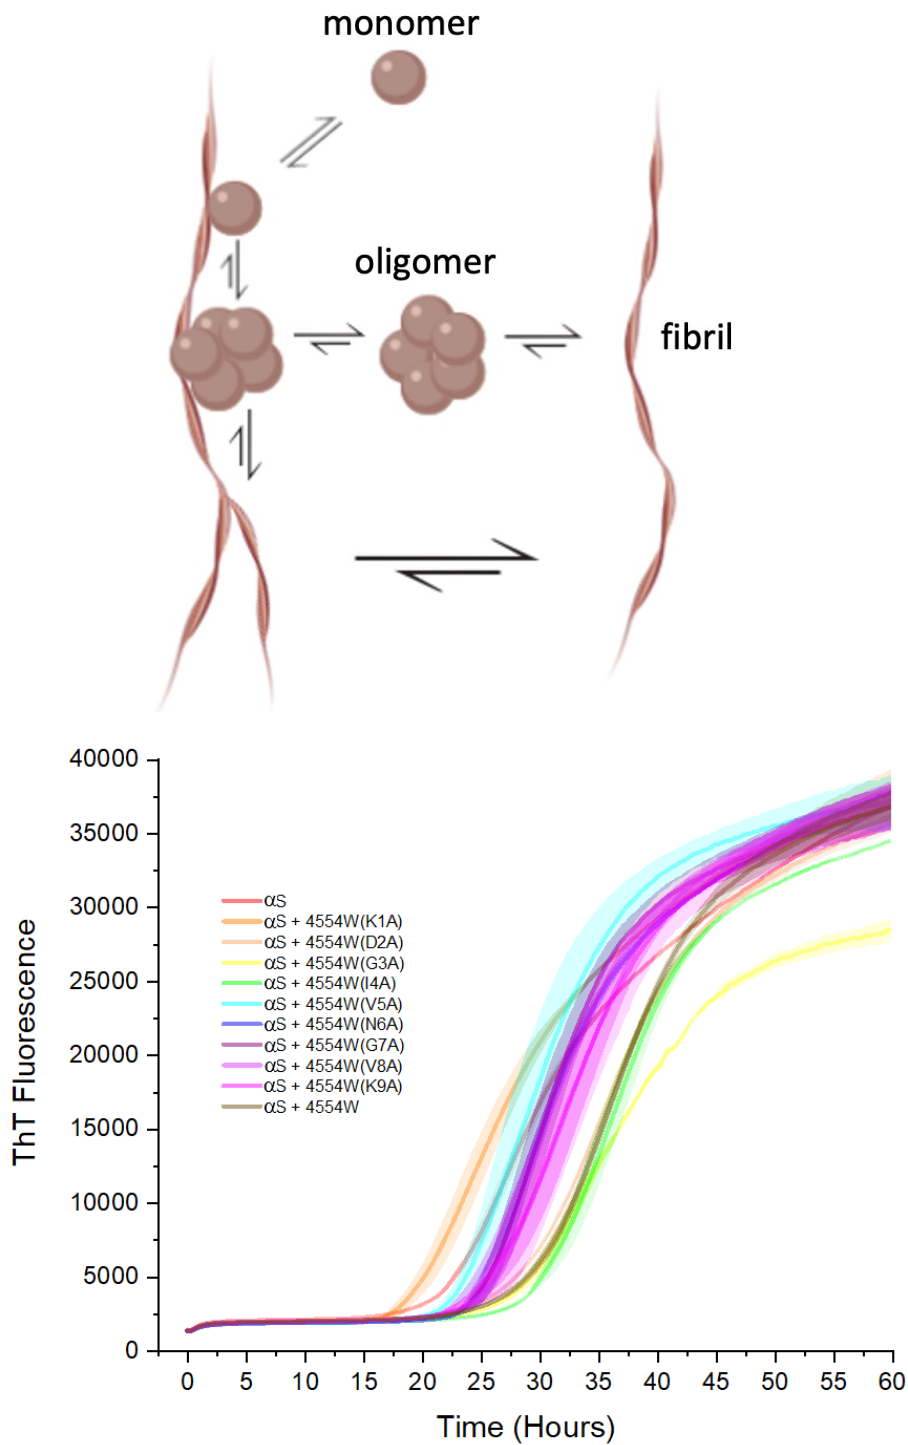 monomer
oligomer
fibril
40000
35000
30000
25000
20000
15000
10000
5000
0
ThT Fluorescence
αS
αS + 4554W(K1A)
αS + 4554W(D2A)
αS + 4554W(G3A)
αS + 4554W(I4A)
αS + 4554W(V5A)
αS + 4554W(N6A)
αS + 4554W(G7A)
αS + 4554W(V8A)
αS + 4554W(K9A)
αS + 4554W
0 5 10 15 20 25 30 35 40 45 50 55 60
Time (Hours)